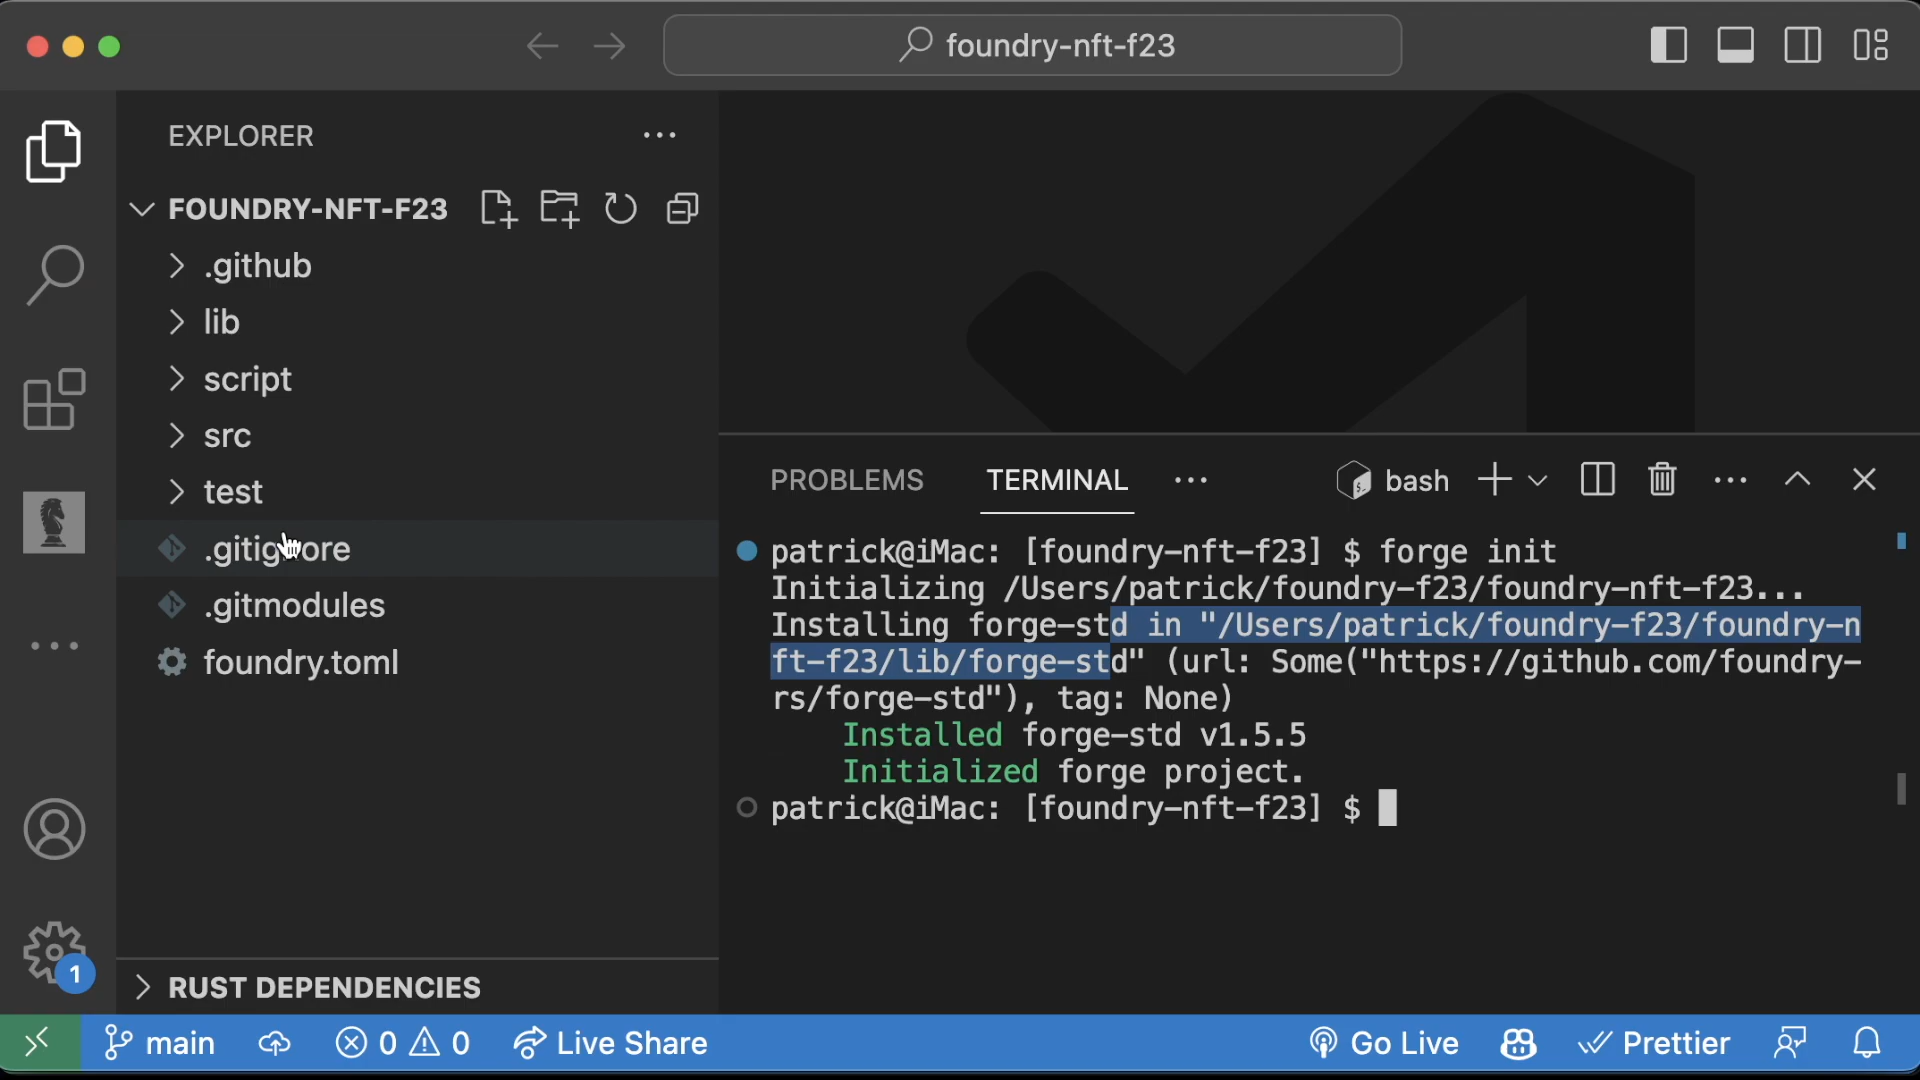 foundry-nft-f23
EXPLORER
FOUNDRY-NFT-F23
.github
lib
script
src
test
.gitignore
.gitmodules
foundry.toml
RUST DEPENDENCIES
PROBLEMS TERMINAL bash
patrick@iMac: [foundry-nft-f23] $ forge init
Initializing /Users/patrick/foundry-f23/foundry-nft-f23...
Installing forge-std in "/Users/patrick/foundry-f23/foundry-n
ft-f23/lib/forge-std" (url: Some("https://github.com/foundry-
rs/forge-std"), tag: None)
Installed forge-std v1.5.5
Initialized forge project.
patrick@iMac: [foundry-nft-f23] $
1
main 0 0 Live Share Go Live Prettier